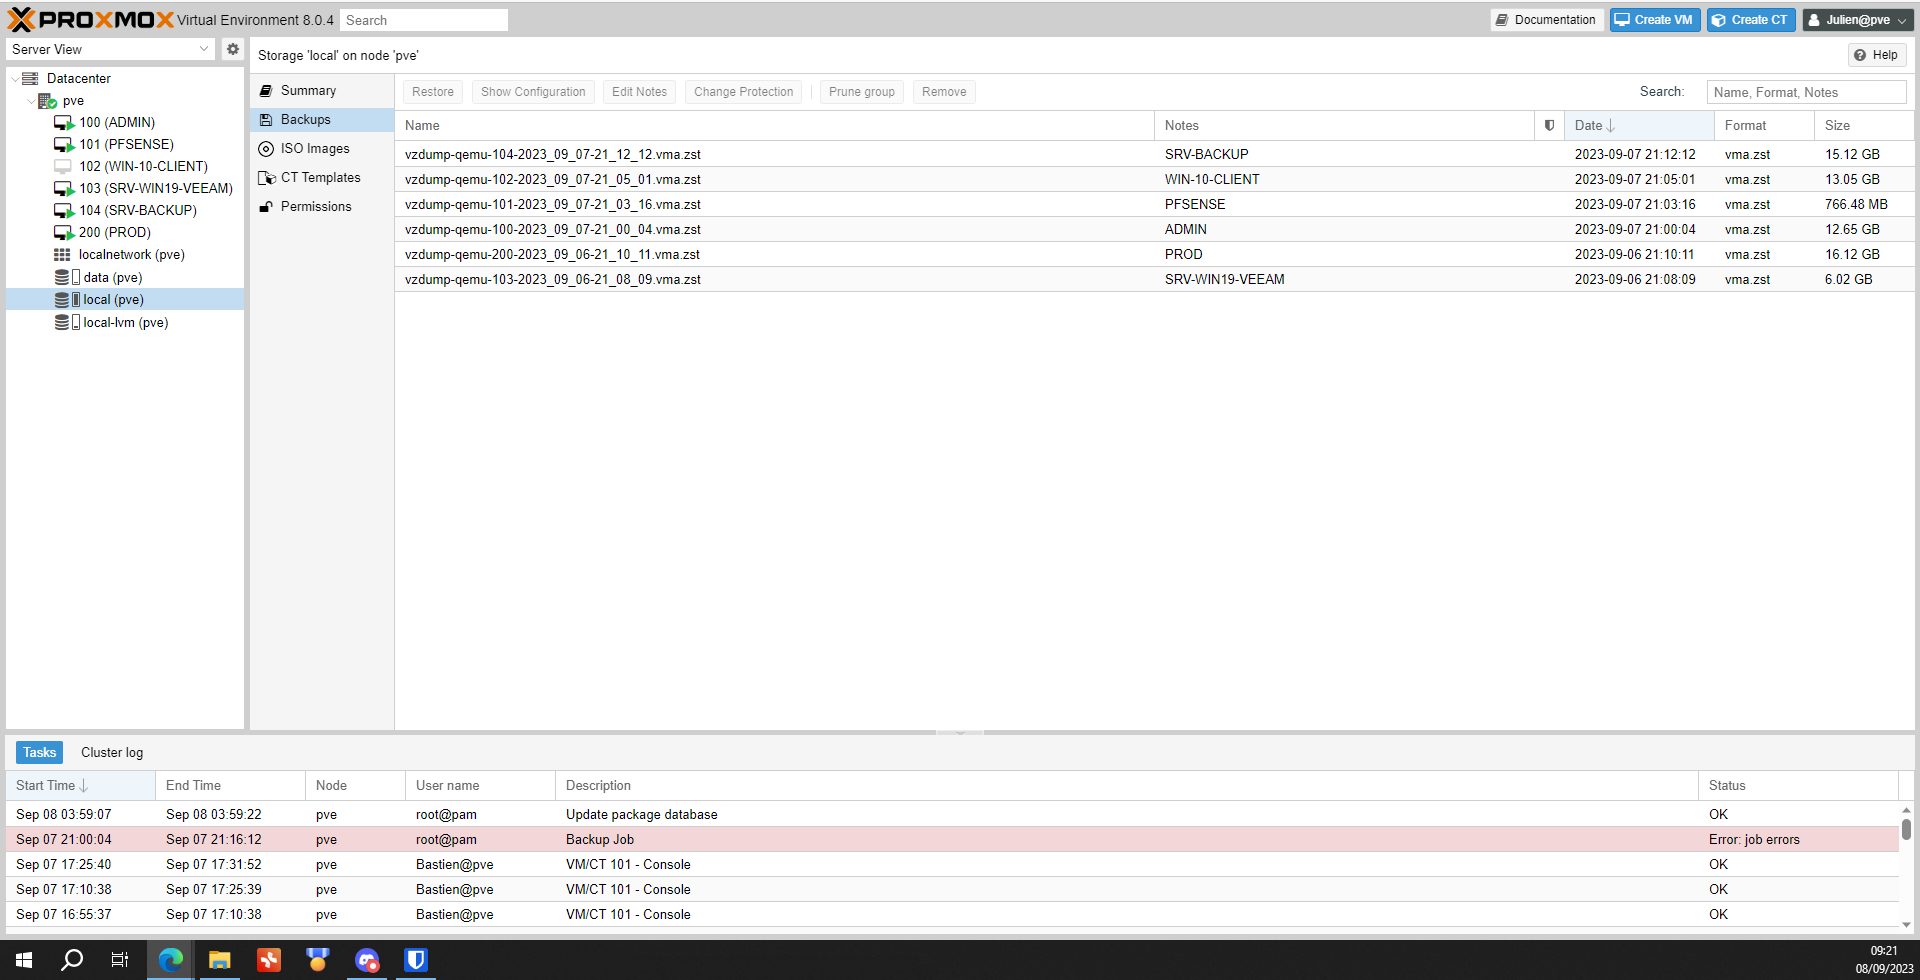 PROXMOX Virtual Environment 8.0.4 Search Documentation Create VM Create CT Julien@pve
Server View
Storage 'local' on node 'pve' Help
Datacenter
pve
100 (ADMIN)
101 (PFSENSE)
102 (WIN-10-CLIENT)
103 (SRV-WIN19-VEEAM)
104 (SRV-BACKUP)
200 (PROD)
localnetwork (pve)
data (pve)
local (pve)
local-lvm (pve)
Summary
Backups
ISO Images
CT Templates
Permissions
Restore Show Configuration Edit Notes Change Protection Prune group Remove Search: Name, Format, Notes
Name Notes Date Format Size
vzdump-qemu-104-2023_09_07-21_12_12.vma.zst SRV-BACKUP 2023-09-07 21:12:12 vma.zst 15.12 GB
vzdump-qemu-102-2023_09_07-21_05_01.vma.zst WIN-10-CLIENT 2023-09-07 21:05:01 vma.zst 13.05 GB
vzdump-qemu-101-2023_09_07-21_03_16.vma.zst PFSENSE 2023-09-07 21:03:16 vma.zst 766.48 MB
vzdump-qemu-100-2023_09_07-21_00_04.vma.zst ADMIN 2023-09-07 21:00:04 vma.zst 12.65 GB
vzdump-qemu-200-2023_09_06-21_10_11.vma.zst PROD 2023-09-06 21:10:11 vma.zst 16.12 GB
vzdump-qemu-103-2023_09_06-21_08_09.vma.zst SRV-WIN19-VEEAM 2023-09-06 21:08:09 vma.zst 6.02 GB
Tasks Cluster log
Start Time End Time Node User name Description Status
Sep 08 03:59:07 Sep 08 03:59:22 pve root@pam Update package database OK
Sep 07 21:00:04 Sep 07 21:16:12 pve root@pam Backup Job Error: job errors
Sep 07 17:25:40 Sep 07 17:31:52 pve Bastien@pve VM/CT 101 - Console OK
Sep 07 17:10:38 Sep 07 17:25:39 pve Bastien@pve VM/CT 101 - Console OK
Sep 07 16:55:37 Sep 07 17:10:38 pve Bastien@pve VM/CT 101 - Console OK
09:21
08/09/2023